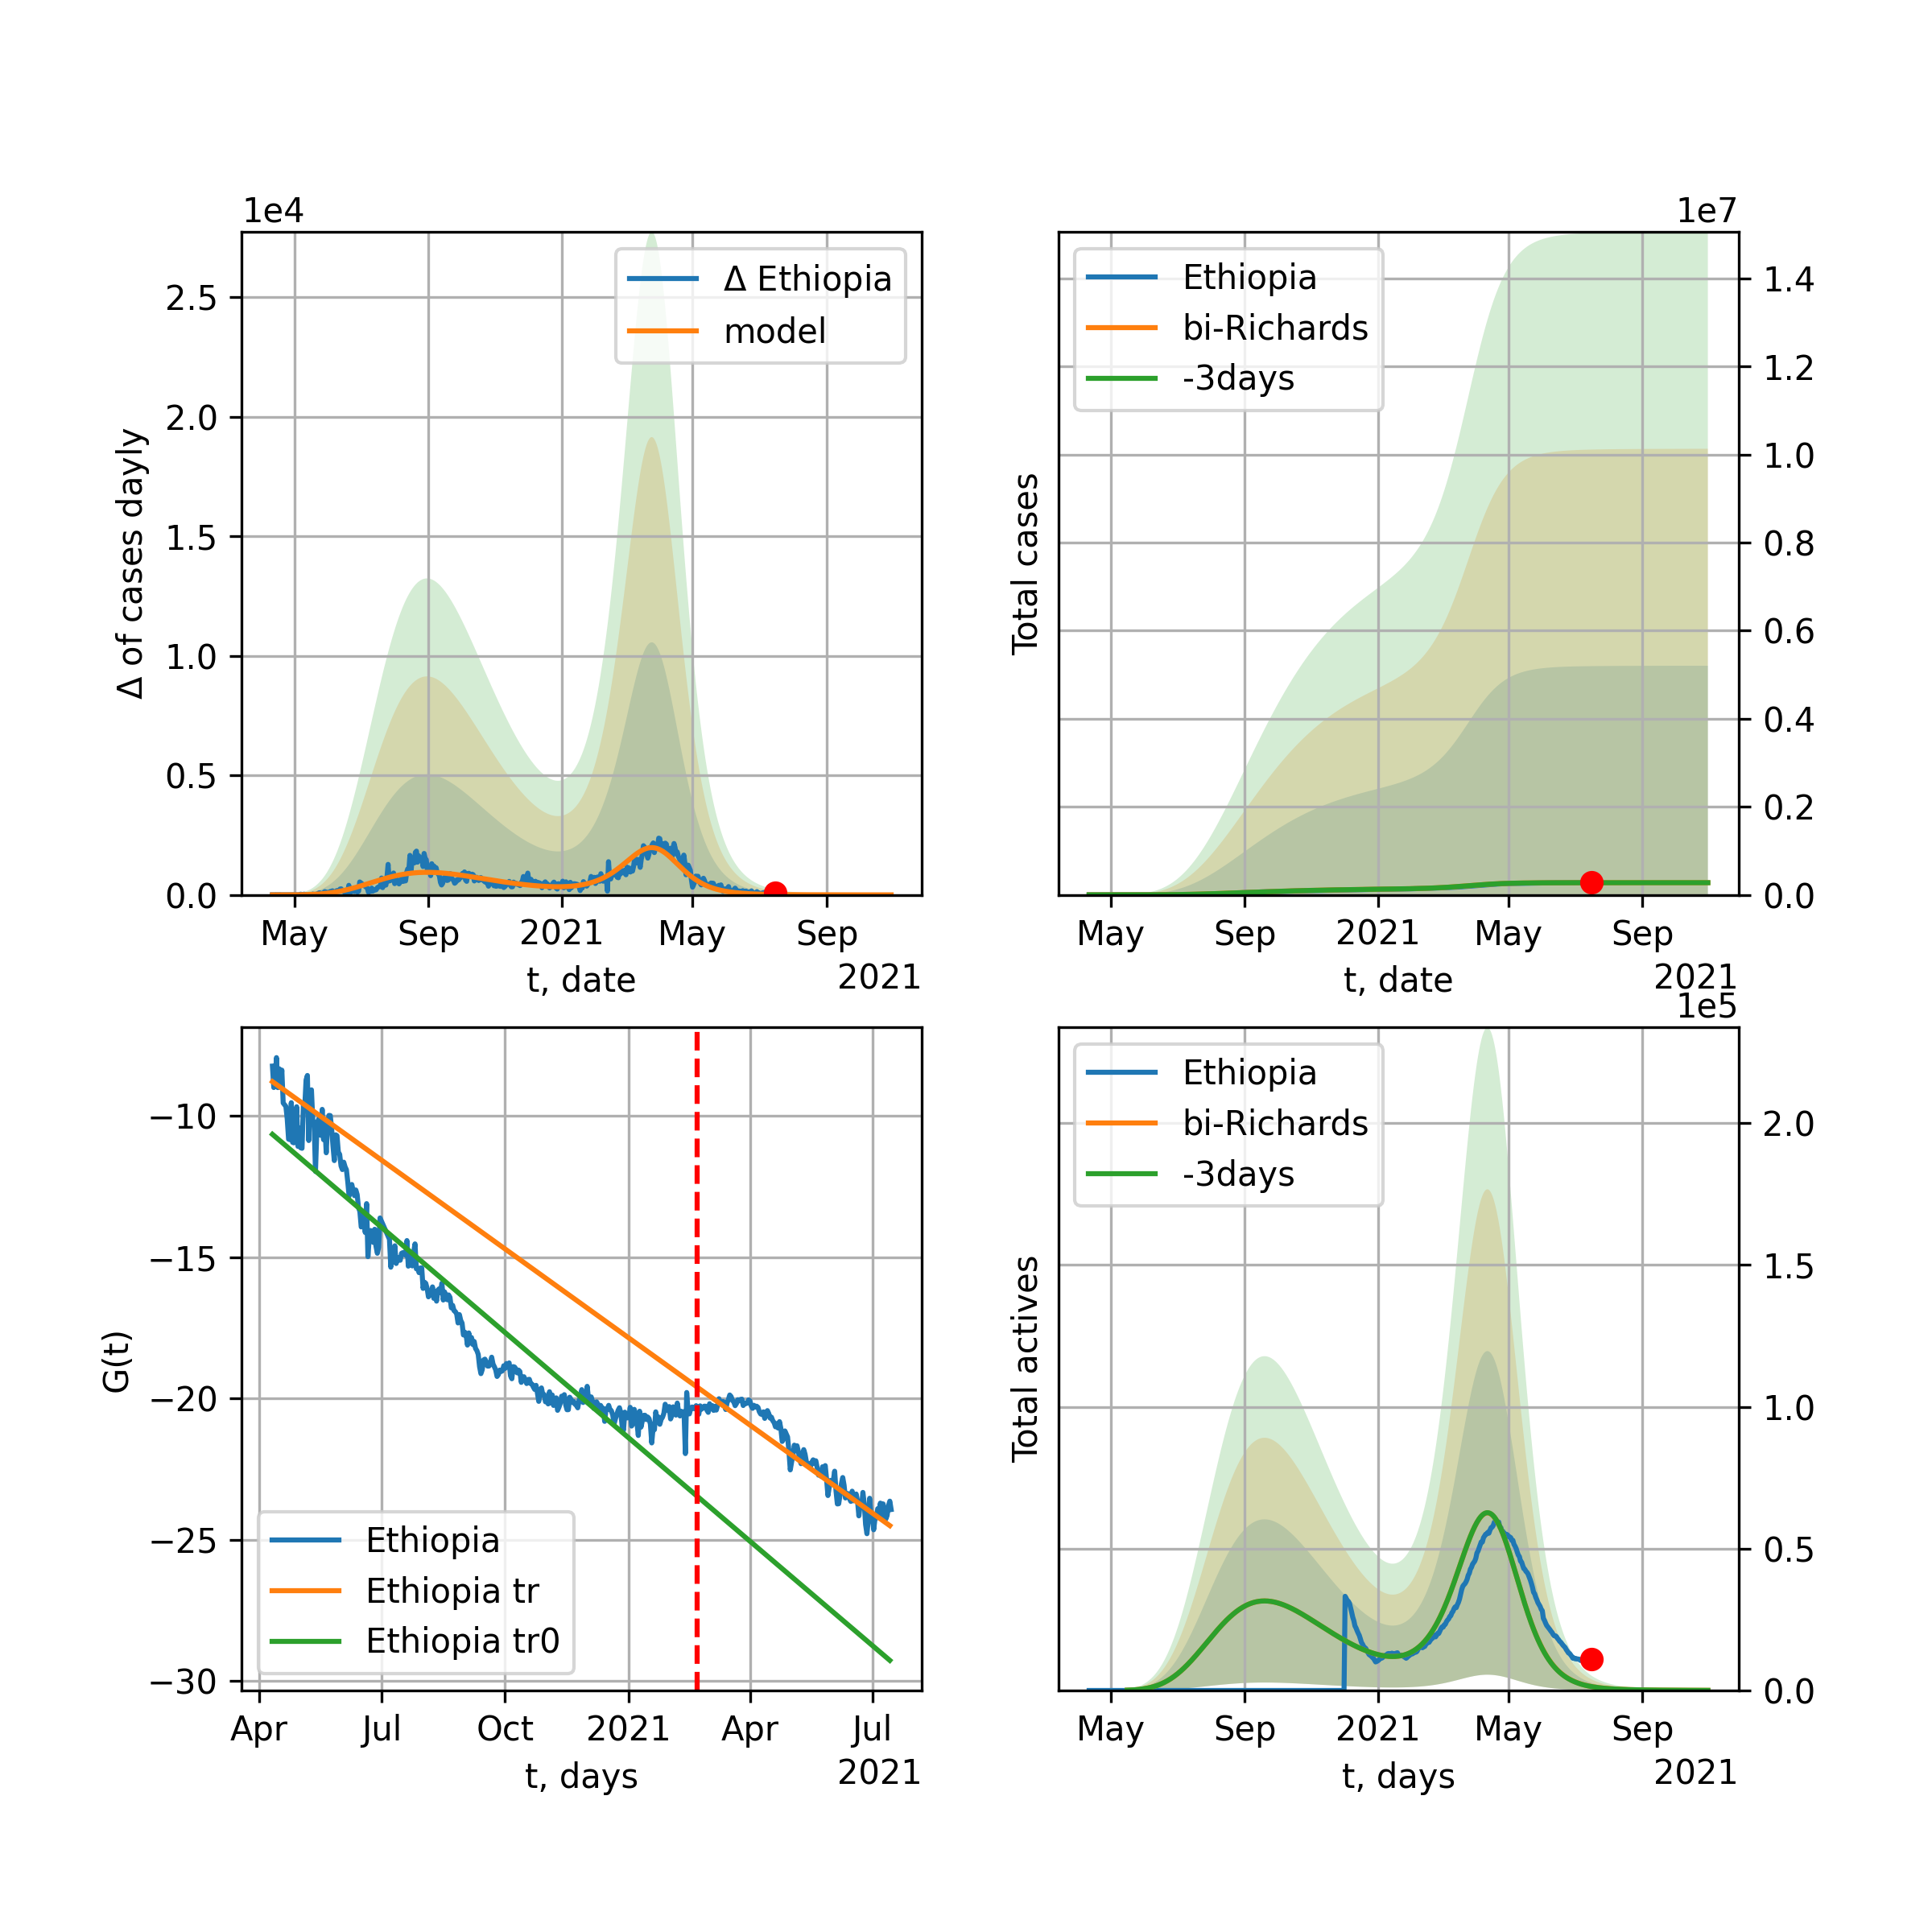 1e4
Δ of cases dayly
2.5
2.0
1.5
1.0
0.5
0.0
Δ Ethiopia
model
May Sep 2021 May Sep
t, date
2021
1e7
Total cases
Ethiopia
bi-Richards
-3days
1.4
1.2
1.0
0.8
0.6
0.4
0.2
0.0
May Sep 2021 May Sep
t, date
2021
G(t)
−10
−15
−20
−25
−30
Ethiopia
Ethiopia tr
Ethiopia tr0
Apr Jul Oct 2021 Apr Jul
t, days
2021
1e5
Total actives
Ethiopia
bi-Richards
-3days
2.0
1.5
1.0
0.5
0.0
May Sep 2021 May Sep
t, days
2021